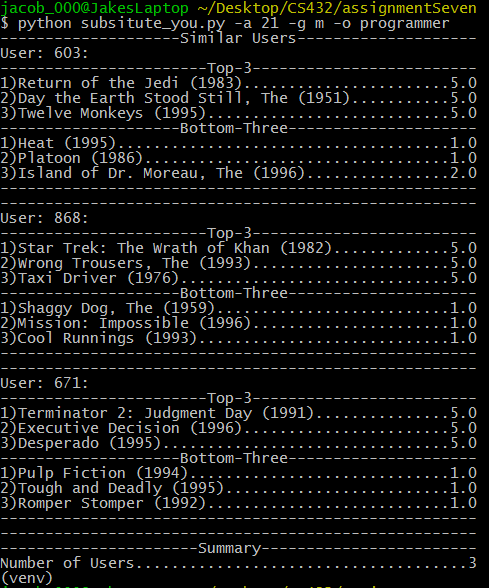 jacob_000@JakesLaptop ~/Desktop/CS432/assignmentSeven
$ python subsitute_you.py -a 21 -g m -o programmer
--------------------Similar Users--------------------
User: 603:
-----------------------Top-3-------------------------
1)Return of the Jedi (1983).......................5.0
2)Day the Earth Stood Still, The (1951)...........5.0
3)Twelve Monkeys (1995)...........................5.0
--------------------Bottom-Three---------------------
1)Heat (1995).....................................1.0
2)Platoon (1986)..................................1.0
3)Island of Dr. Moreau, The (1996)................2.0
-----------------------------------------------------
-----------------------------------------------------
User: 868:
-----------------------Top-3-------------------------
1)Star Trek: The Wrath of Khan (1982).............5.0
2)Wrong Trousers, The (1993)......................5.0
3)Taxi Driver (1976)..............................5.0
--------------------Bottom-Three---------------------
1)Shaggy Dog, The (1959)..........................1.0
2)Mission: Impossible (1996)......................1.0
3)Cool Runnings (1993)............................1.0
-----------------------------------------------------
-----------------------------------------------------
User: 671:
-----------------------Top-3-------------------------
1)Terminator 2: Judgment Day (1991)...............5.0
2)Executive Decision (1996).......................5.0
3)Desperado (1995)................................5.0
--------------------Bottom-Three---------------------
1)Pulp Fiction (1994).............................1.0
2)Tough and Deadly (1995).........................1.0
3)Romper Stomper (1992)...........................1.0
-----------------------------------------------------
-----------------------------------------------------
----------------------Summary------------------------
Number of Users.....................................3
(venv)